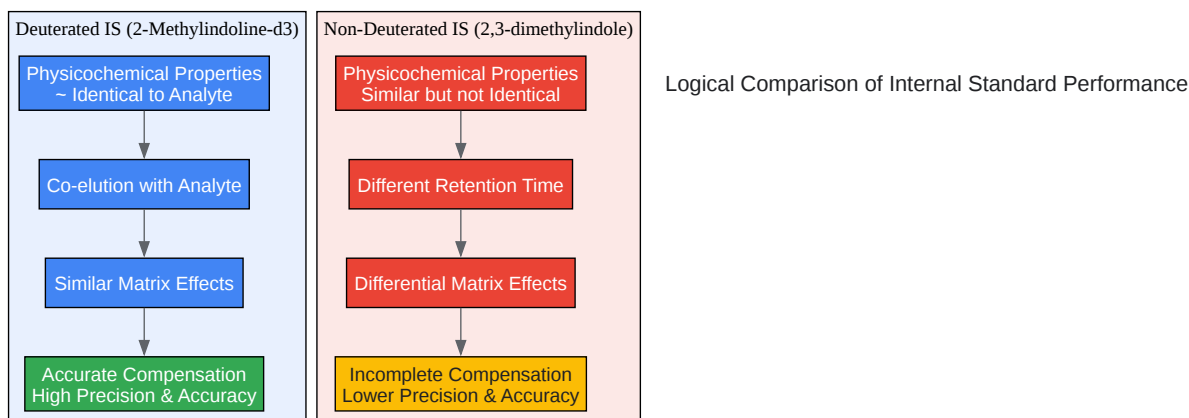 Deuterated IS (2-Methylindoline-d3)
Physicochemical Properties
~ Identical to Analyte
Co-elution with Analyte
Similar Matrix Effects
Accurate Compensation
High Precision & Accuracy
Non-Deuterated IS (2,3-dimethylindole)
Physicochemical Properties
Similar but not Identical
Different Retention Time
Differential Matrix Effects
Incomplete Compensation
Lower Precision & Accuracy
Logical Comparison of Internal Standard Performance